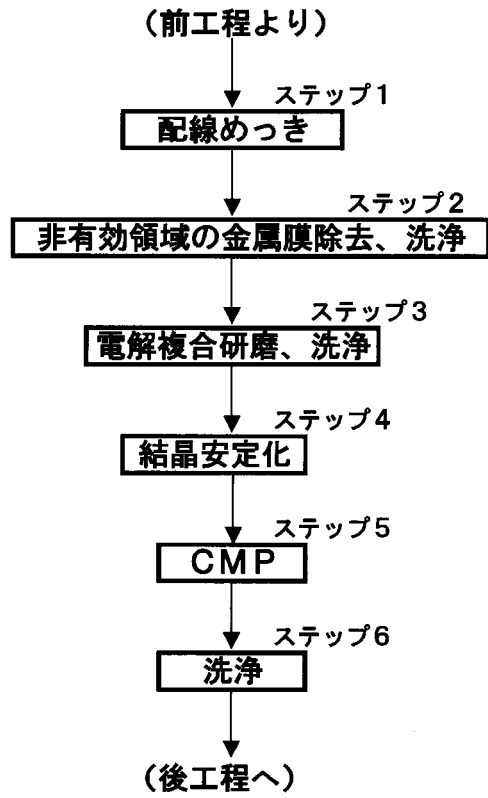 (前工程より)
ステップ1
配線めっき
ステップ2
非有効領域の金属膜除去、洗浄
ステップ3
電解複合研磨、洗浄
ステップ4
結晶安定化
ステップ5
CMP
ステップ6
洗浄
(後工程へ)